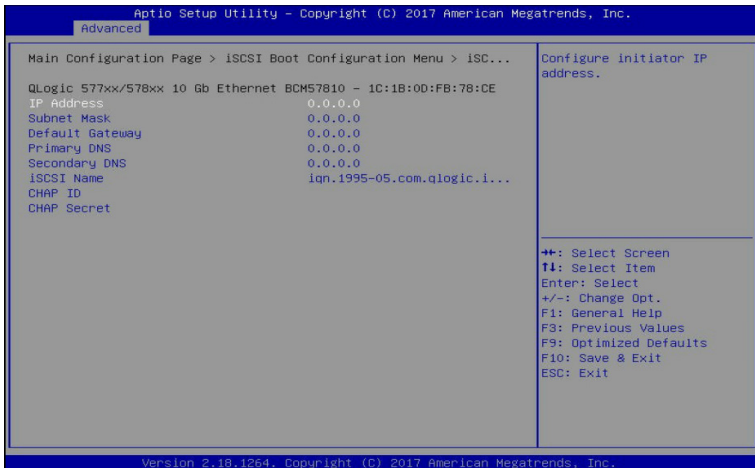 Aptio Setup Utility – Copyright (C) 2017 American Megatrends, Inc.
Advanced
Main Configuration Page > iSCSI Boot Configuration Menu > iSC...
QLogic 577xx/578xx 10 Gb Ethernet BCM57810 – 1C:1B:0D:FB:78:CE
IP Address 0.0.0.0
Subnet Mask 0.0.0.0
Default Gateway 0.0.0.0
Primary DNS 0.0.0.0
Secondary DNS 0.0.0.0
iSCSI Name iqn.1995-05.com.qlogic.i...
CHAP ID
CHAP Secret
Configure initiator IP
address.
→←: Select Screen
↑↓: Select Item
Enter: Select
+/-: Change Opt.
F1: General Help
F3: Previous Values
F9: Optimized Defaults
F10: Save & Exit
ESC: Exit
Version 2.18.1264. Copyright (C) 2017 American Megatrends, Inc.